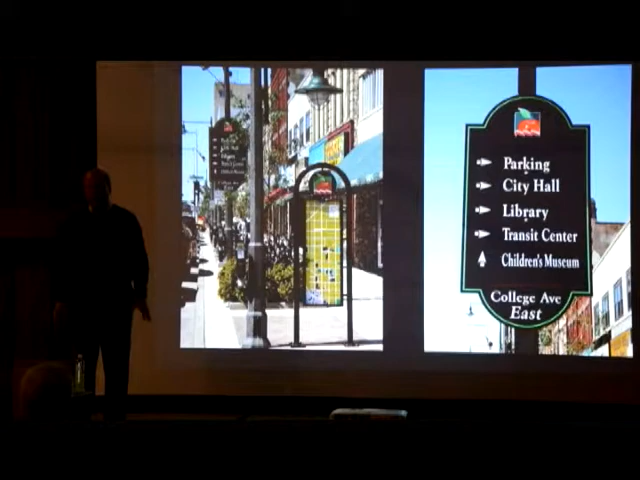 Parking
City Hall
Library
Transit Center
Children's Museum
College Ave
East